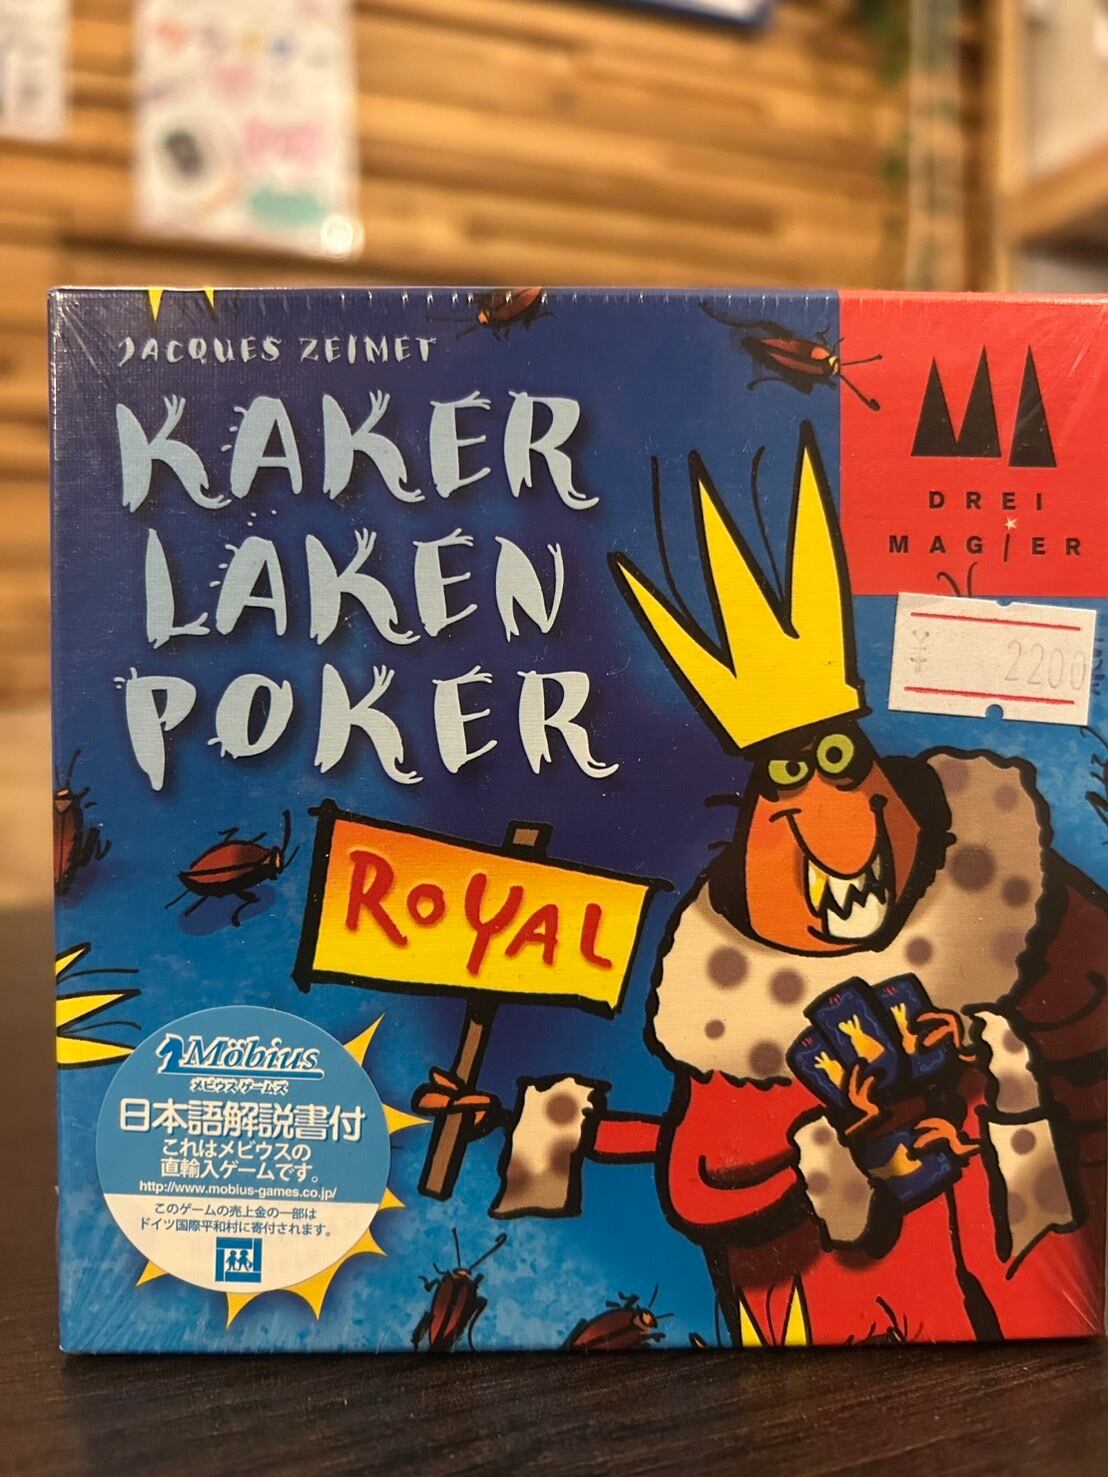 JACQUES ZEIMET
KAKER
LAKEN
POKER
ROYAL
DREI
MAGIER
¥ 2200
Möbius
メビウスゲームズ
日本語解説書付
これはメビウスの
直輸入ゲームです。
http://www.mobius-games.co.jp/
このゲームの売上金の一部は
ドイツ国際平和村に寄付されます。